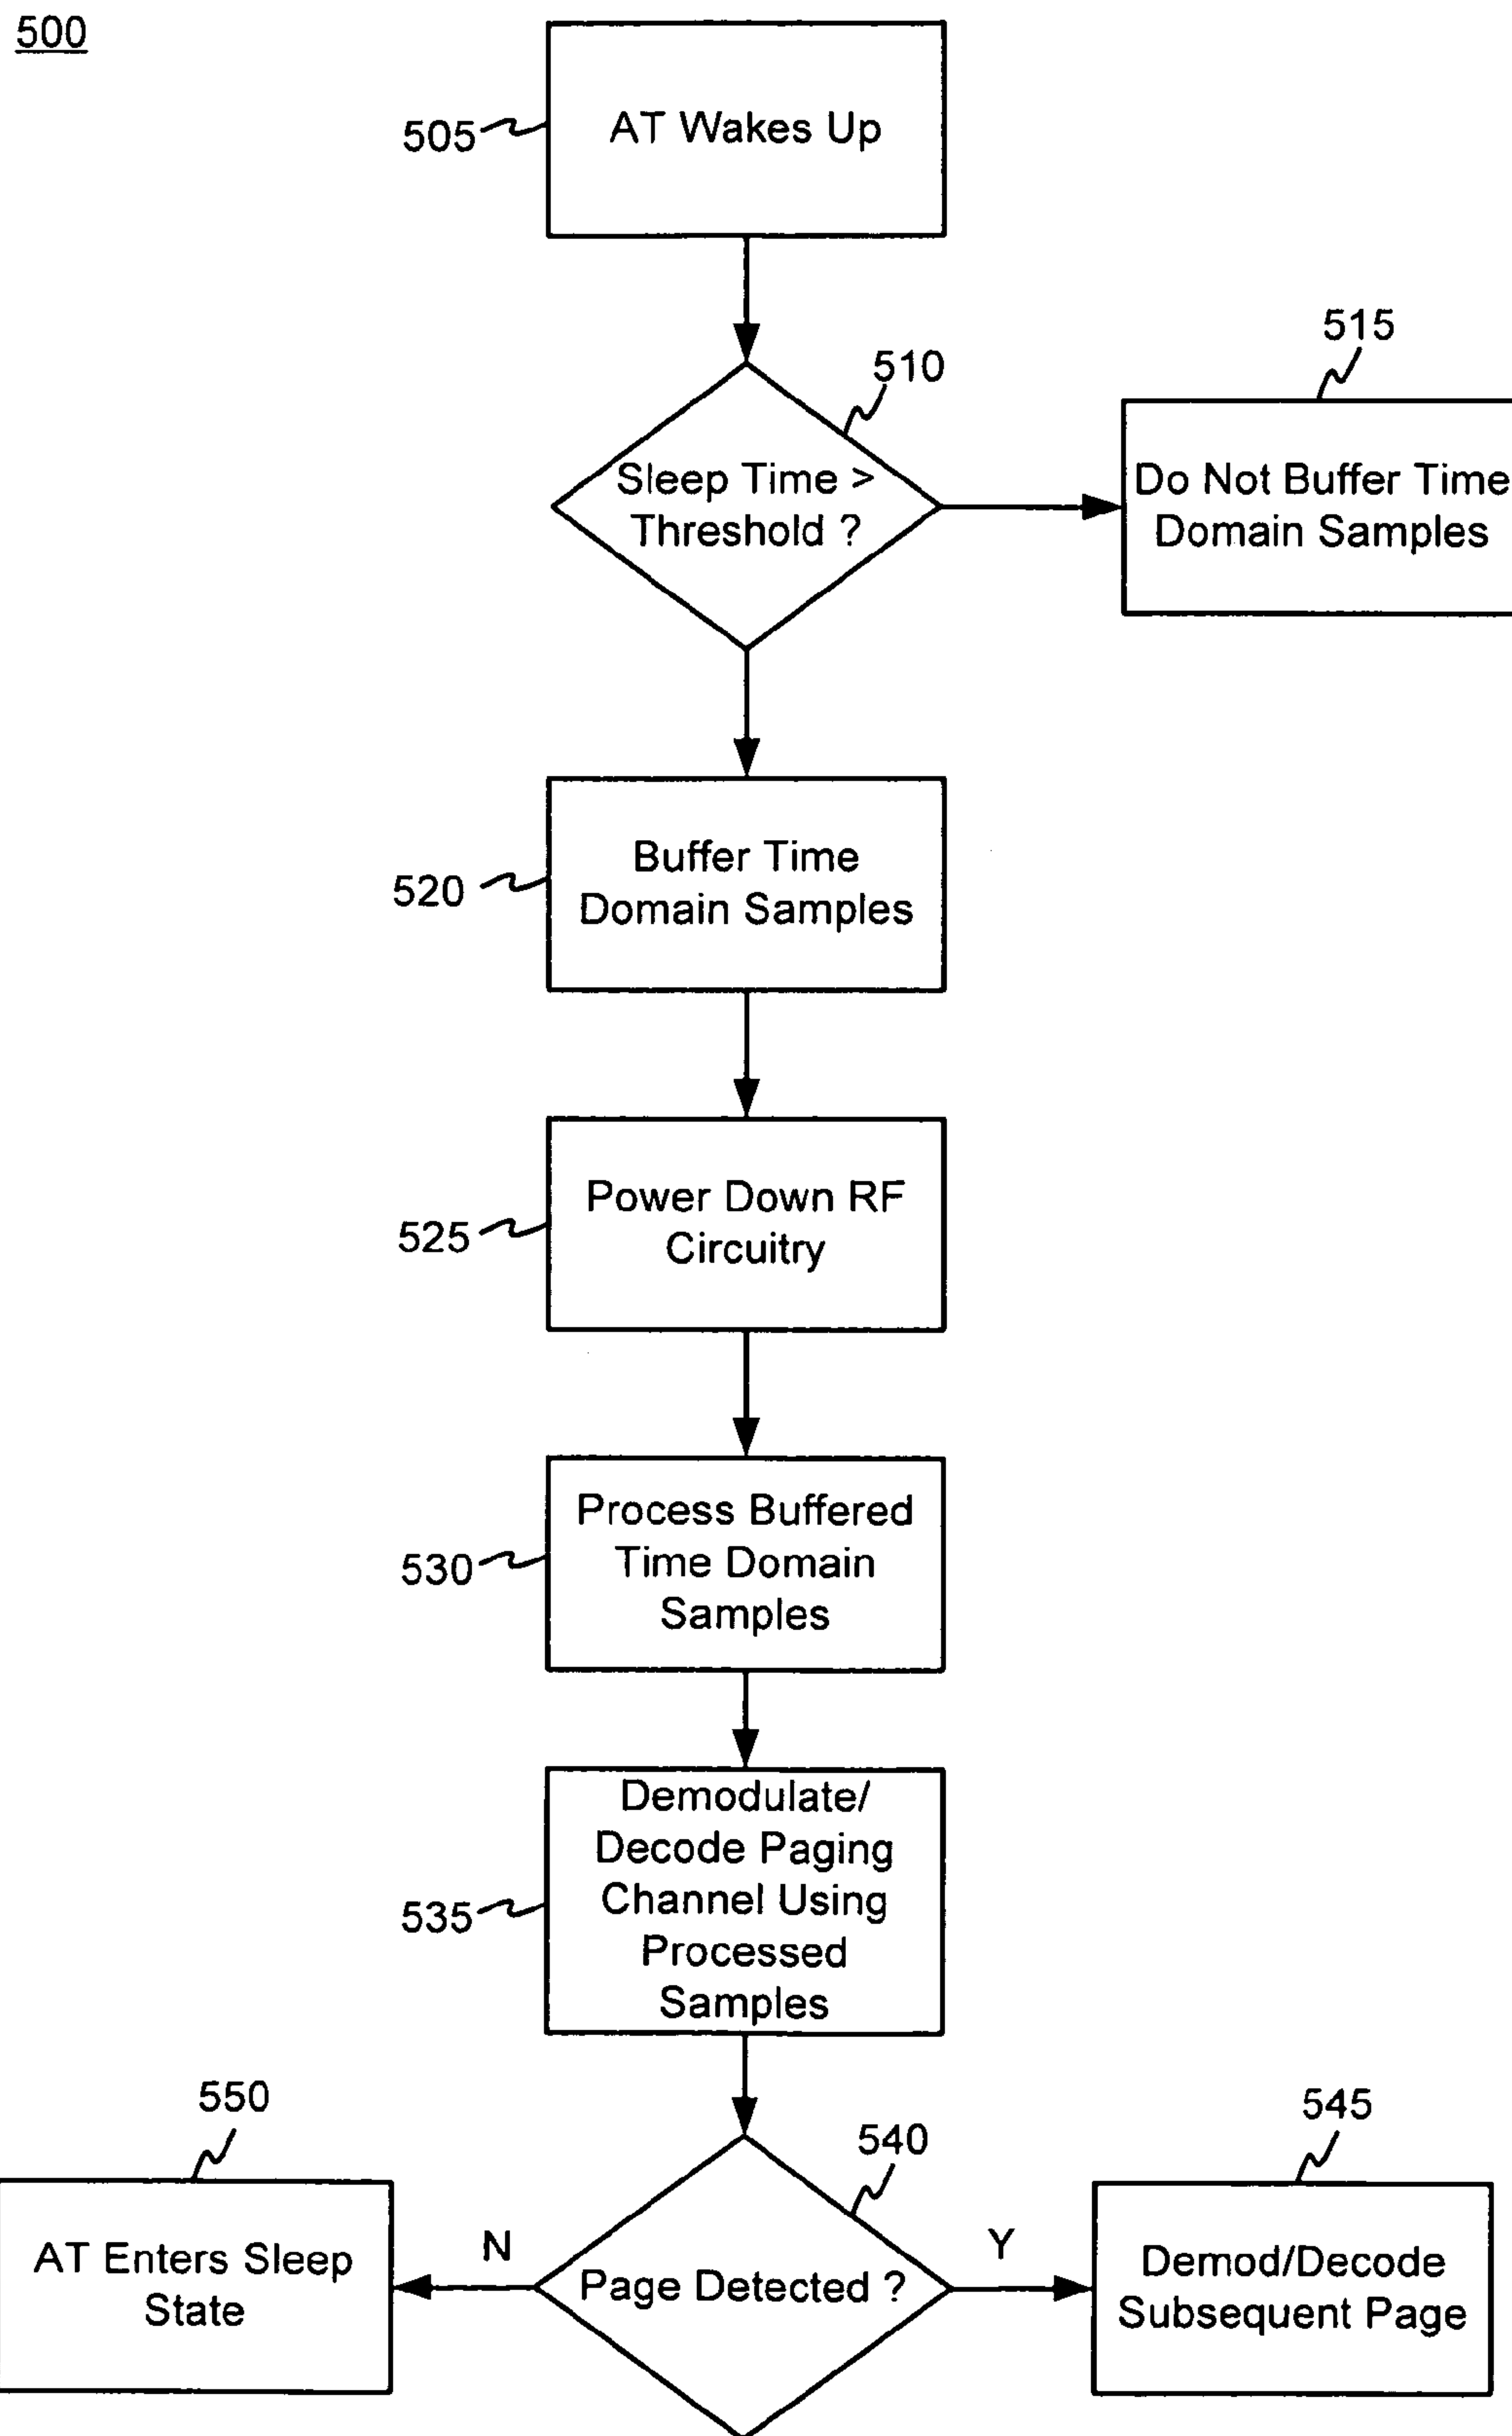 500
505
AT Wakes Up
510
Sleep Time >
Threshold ?
515
Do Not Buffer Time
Domain Samples
520
Buffer Time
Domain Samples
525
Power Down RF
Circuitry
530
Process Buffered
Time Domain
Samples
535
Demodulate/
Decode Paging
Channel Using
Processed
Samples
540
Page Detected ?
N
Y
550
AT Enters Sleep
State
545
Demod/Decode
Subsequent Page